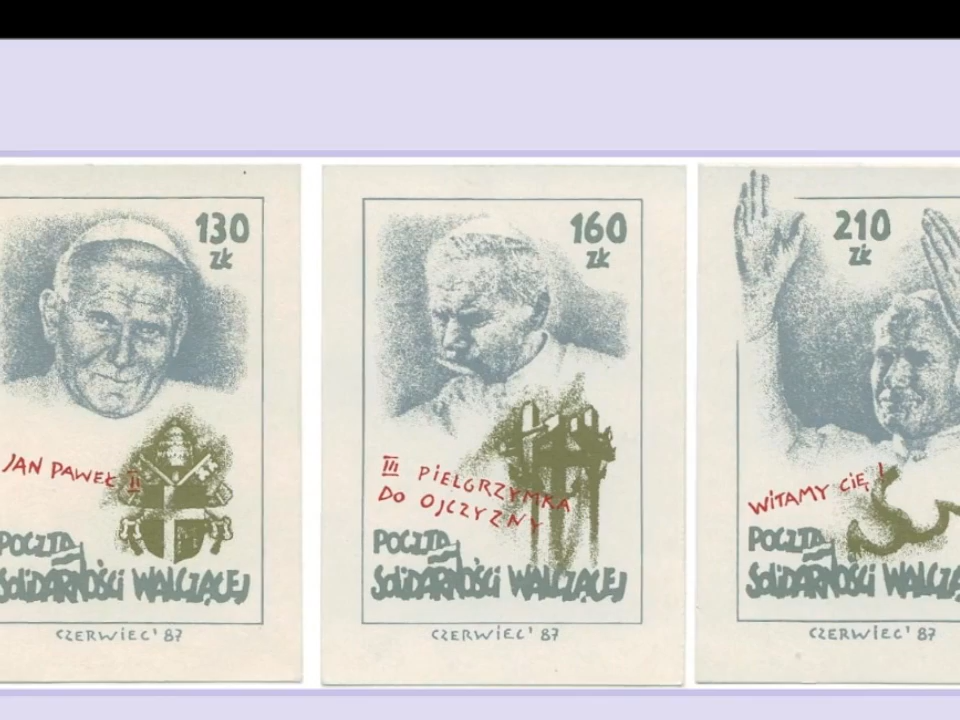 130
zł
JAN PAWEŁ II
POCZTA
SOLIDARNOŚCI WALCZĄCEJ
CZERWIEC' 87
160
zł
III PIELGRZYMKA
DO OJCZYZNY
POCZTA
SOLIDARNOŚCI WALCZĄCEJ
CZERWIEC' 87
210
zł
WITAMY CIĘ!
POCZTA
SOLIDARNOŚCI
CZERWIEC' 87